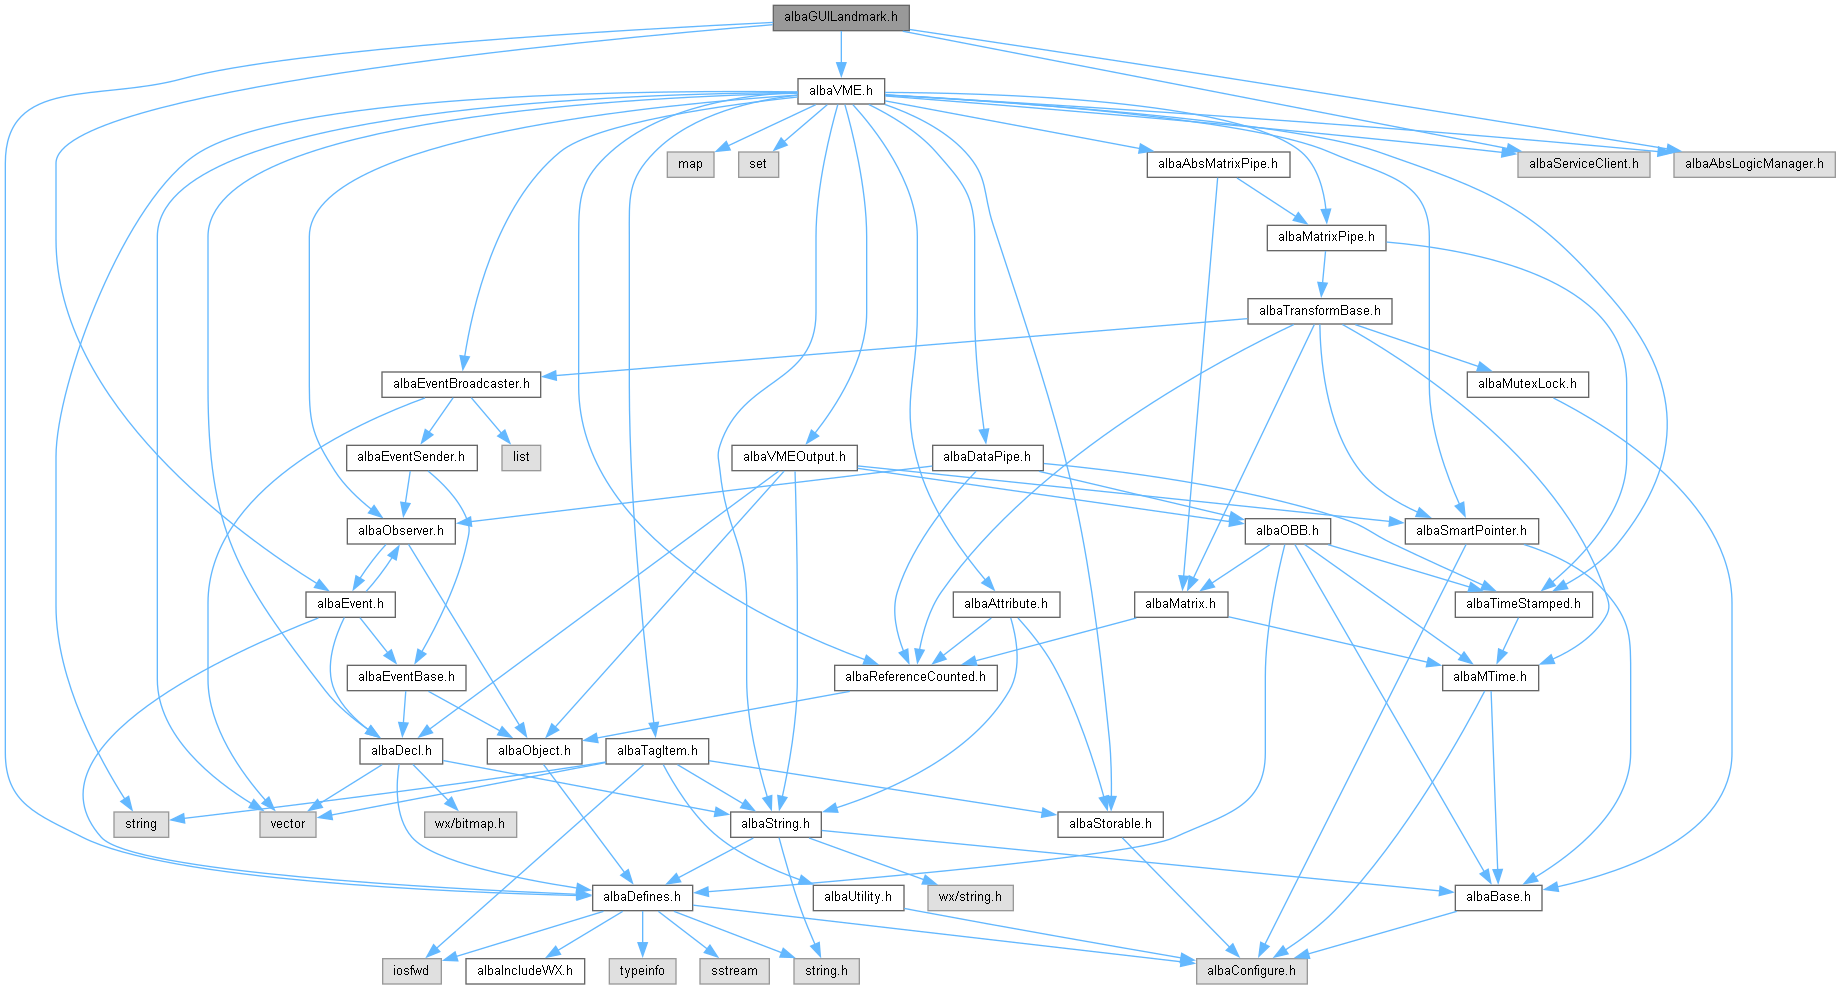 albaGUILandmark.h
albaVME.h
map
set
albaAbsMatrixPipe.h
albaServiceClient.h
albaAbsLogicManager.h
albaMatrixPipe.h
albaTransformBase.h
albaEventBroadcaster.h
albaMutexLock.h
albaEventSender.h
list
albaVMEOutput.h
albaDataPipe.h
albaObserver.h
albaOBB.h
albaSmartPointer.h
albaEvent.h
albaAttribute.h
albaMatrix.h
albaTimeStamped.h
albaEventBase.h
albaReferenceCounted.h
albaMTime.h
albaDecl.h
albaObject.h
albaTagItem.h
string
vector
wx/bitmap.h
albaString.h
albaStorable.h
albaDefines.h
albaUtility.h
wx/string.h
albaBase.h
iosfwd
albaIncludeWX.h
typeinfo
sstream
string.h
albaConfigure.h